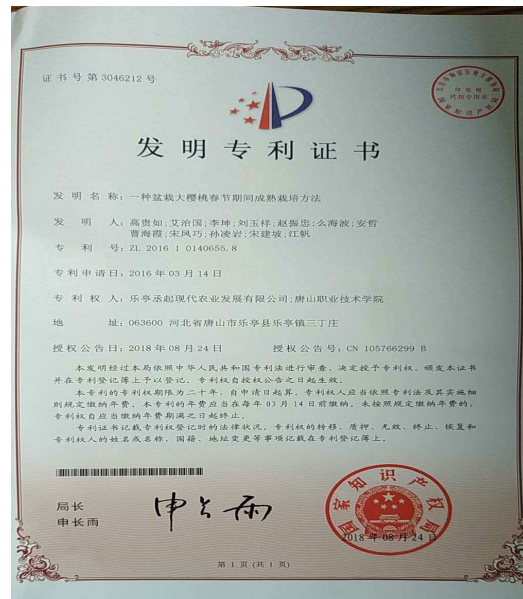 证书号第3046212号
印花税
代扣专用章
发明专利证书
发明名称:一种盆栽大樱桃春节期间成熟栽培方法
发明人:高贵如;艾治国;李坤;刘玉祥;赵振忠;么海波;安哲
曹海霞;宋凤巧;孙凌岩;宋建坡;江帆
专利号:ZL 2016 1 0140655.8
专利申请日:2016年03月14日
专利权人:乐亭丞起现代农业发展有限公司;唐山职业技术学院
地址:063600 河北省唐山市乐亭县乐亭镇三丁庄
授权公告日:2018年08月24日 授权公告号:CN 105766299 B
本发明经过本局依照中华人民共和国专利法进行审查,决定授予专利权,颁发本证书
并在专利登记簿上予以登记。专利权自授权公告之日起生效。
本专利的专利权期限为二十年,自申请日起算。专利权人应当依照专利法及其实施细
则规定缴纳年费。本专利的年费应当在每年03月14日前缴纳。未按照规定缴纳年费的,
专利权自应当缴纳年费期满之日起终止。
专利证书记载专利权登记时的法律状况。专利权的转移、质押、无效、终止、恢复和
专利权人的姓名或名称、国籍、地址变更等事项记载在专利登记簿上。
局长
申长雨
申长雨
国家知识产权局
2018年08月24日
第1页(共1页)